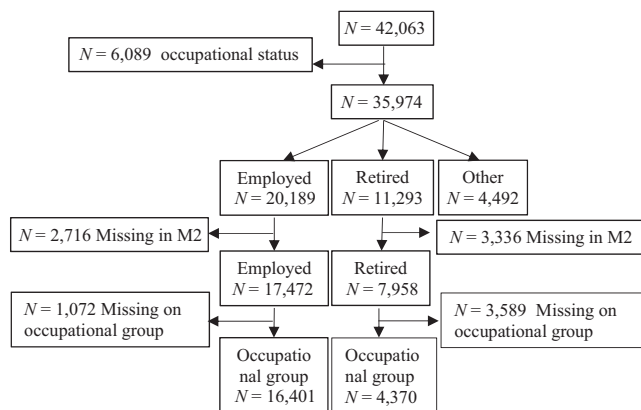 N = 42,063
N = 6,089 occupational status
N = 35,974
Employed
N = 20,189
Retired
N = 11,293
Other
N = 4,492
N = 2,716 Missing in M2
N = 3,336 Missing in M2
Employed
N = 17,472
Retired
N = 7,958
N = 1,072 Missing on
occupational group
N = 3,589 Missing on
occupational group
Occupatio
nal group
N = 16,401
Occupatio
nal group
N = 4,370